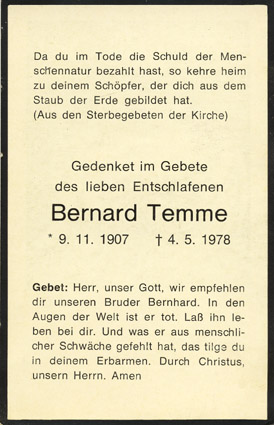 Da du im Tode die Schuld der Men-
schennatur bezahlt hast, so kehre heim
zu deinem Schöpfer, der dich aus dem
Staub der Erde gebildet hat.
(Aus den Sterbegebeten der Kirche)
Gedenket im Gebete
des lieben Entschlafenen
Bernard Temme
* 9. 11. 1907 † 4. 5. 1978
Gebet: Herr, unser Gott, wir empfehlen
dir unseren Bruder Bernhard. In den
Augen der Welt ist er tot. Laß ihn le-
ben bei dir. Und was er aus menschli-
cher Schwäche gefehlt hat, das tilge du
in deinem Erbarmen. Durch Christus,
unsern Herrn. Amen